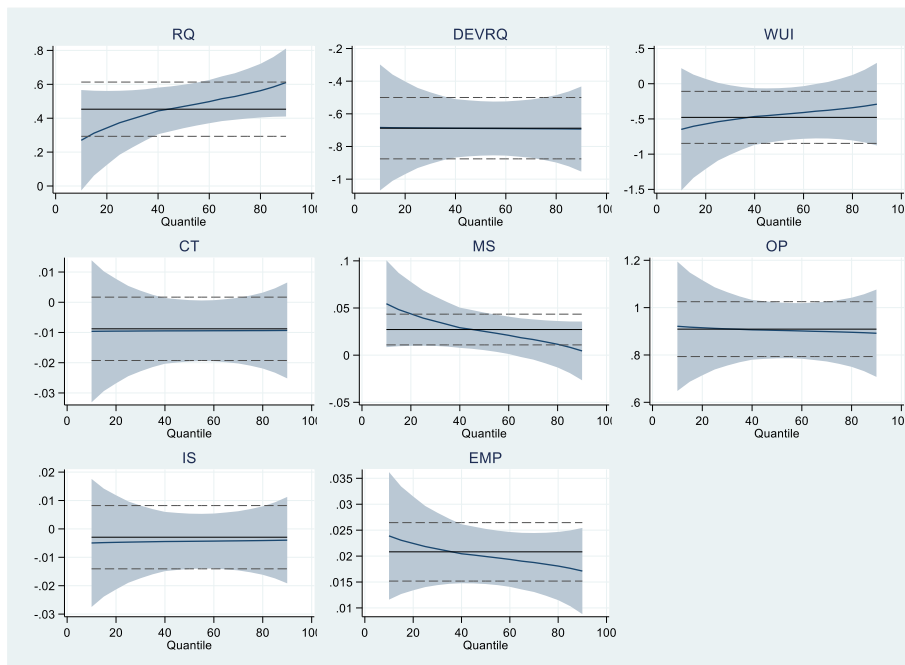 RQ
.8
.6
.4
.2
0
0 20 40 60 80 100
Quantile
DEVRQ
-.2
-.4
-.6
-.8
-1
0 20 40 60 80 100
Quantile
WUI
.5
0
-.5
-1
-1.5
0 20 40 60 80 100
Quantile
CT
.01
0
-.01
-.02
-.03
0 20 40 60 80 100
Quantile
MS
.1
.05
0
-.05
0 20 40 60 80 100
Quantile
OP
1.2
1
.8
.6
0 20 40 60 80 100
Quantile
IS
.02
.01
0
-.01
-.02
-.03
0 20 40 60 80 100
Quantile
EMP
.035
.03
.025
.02
.015
.01
0 20 40 60 80 100
Quantile